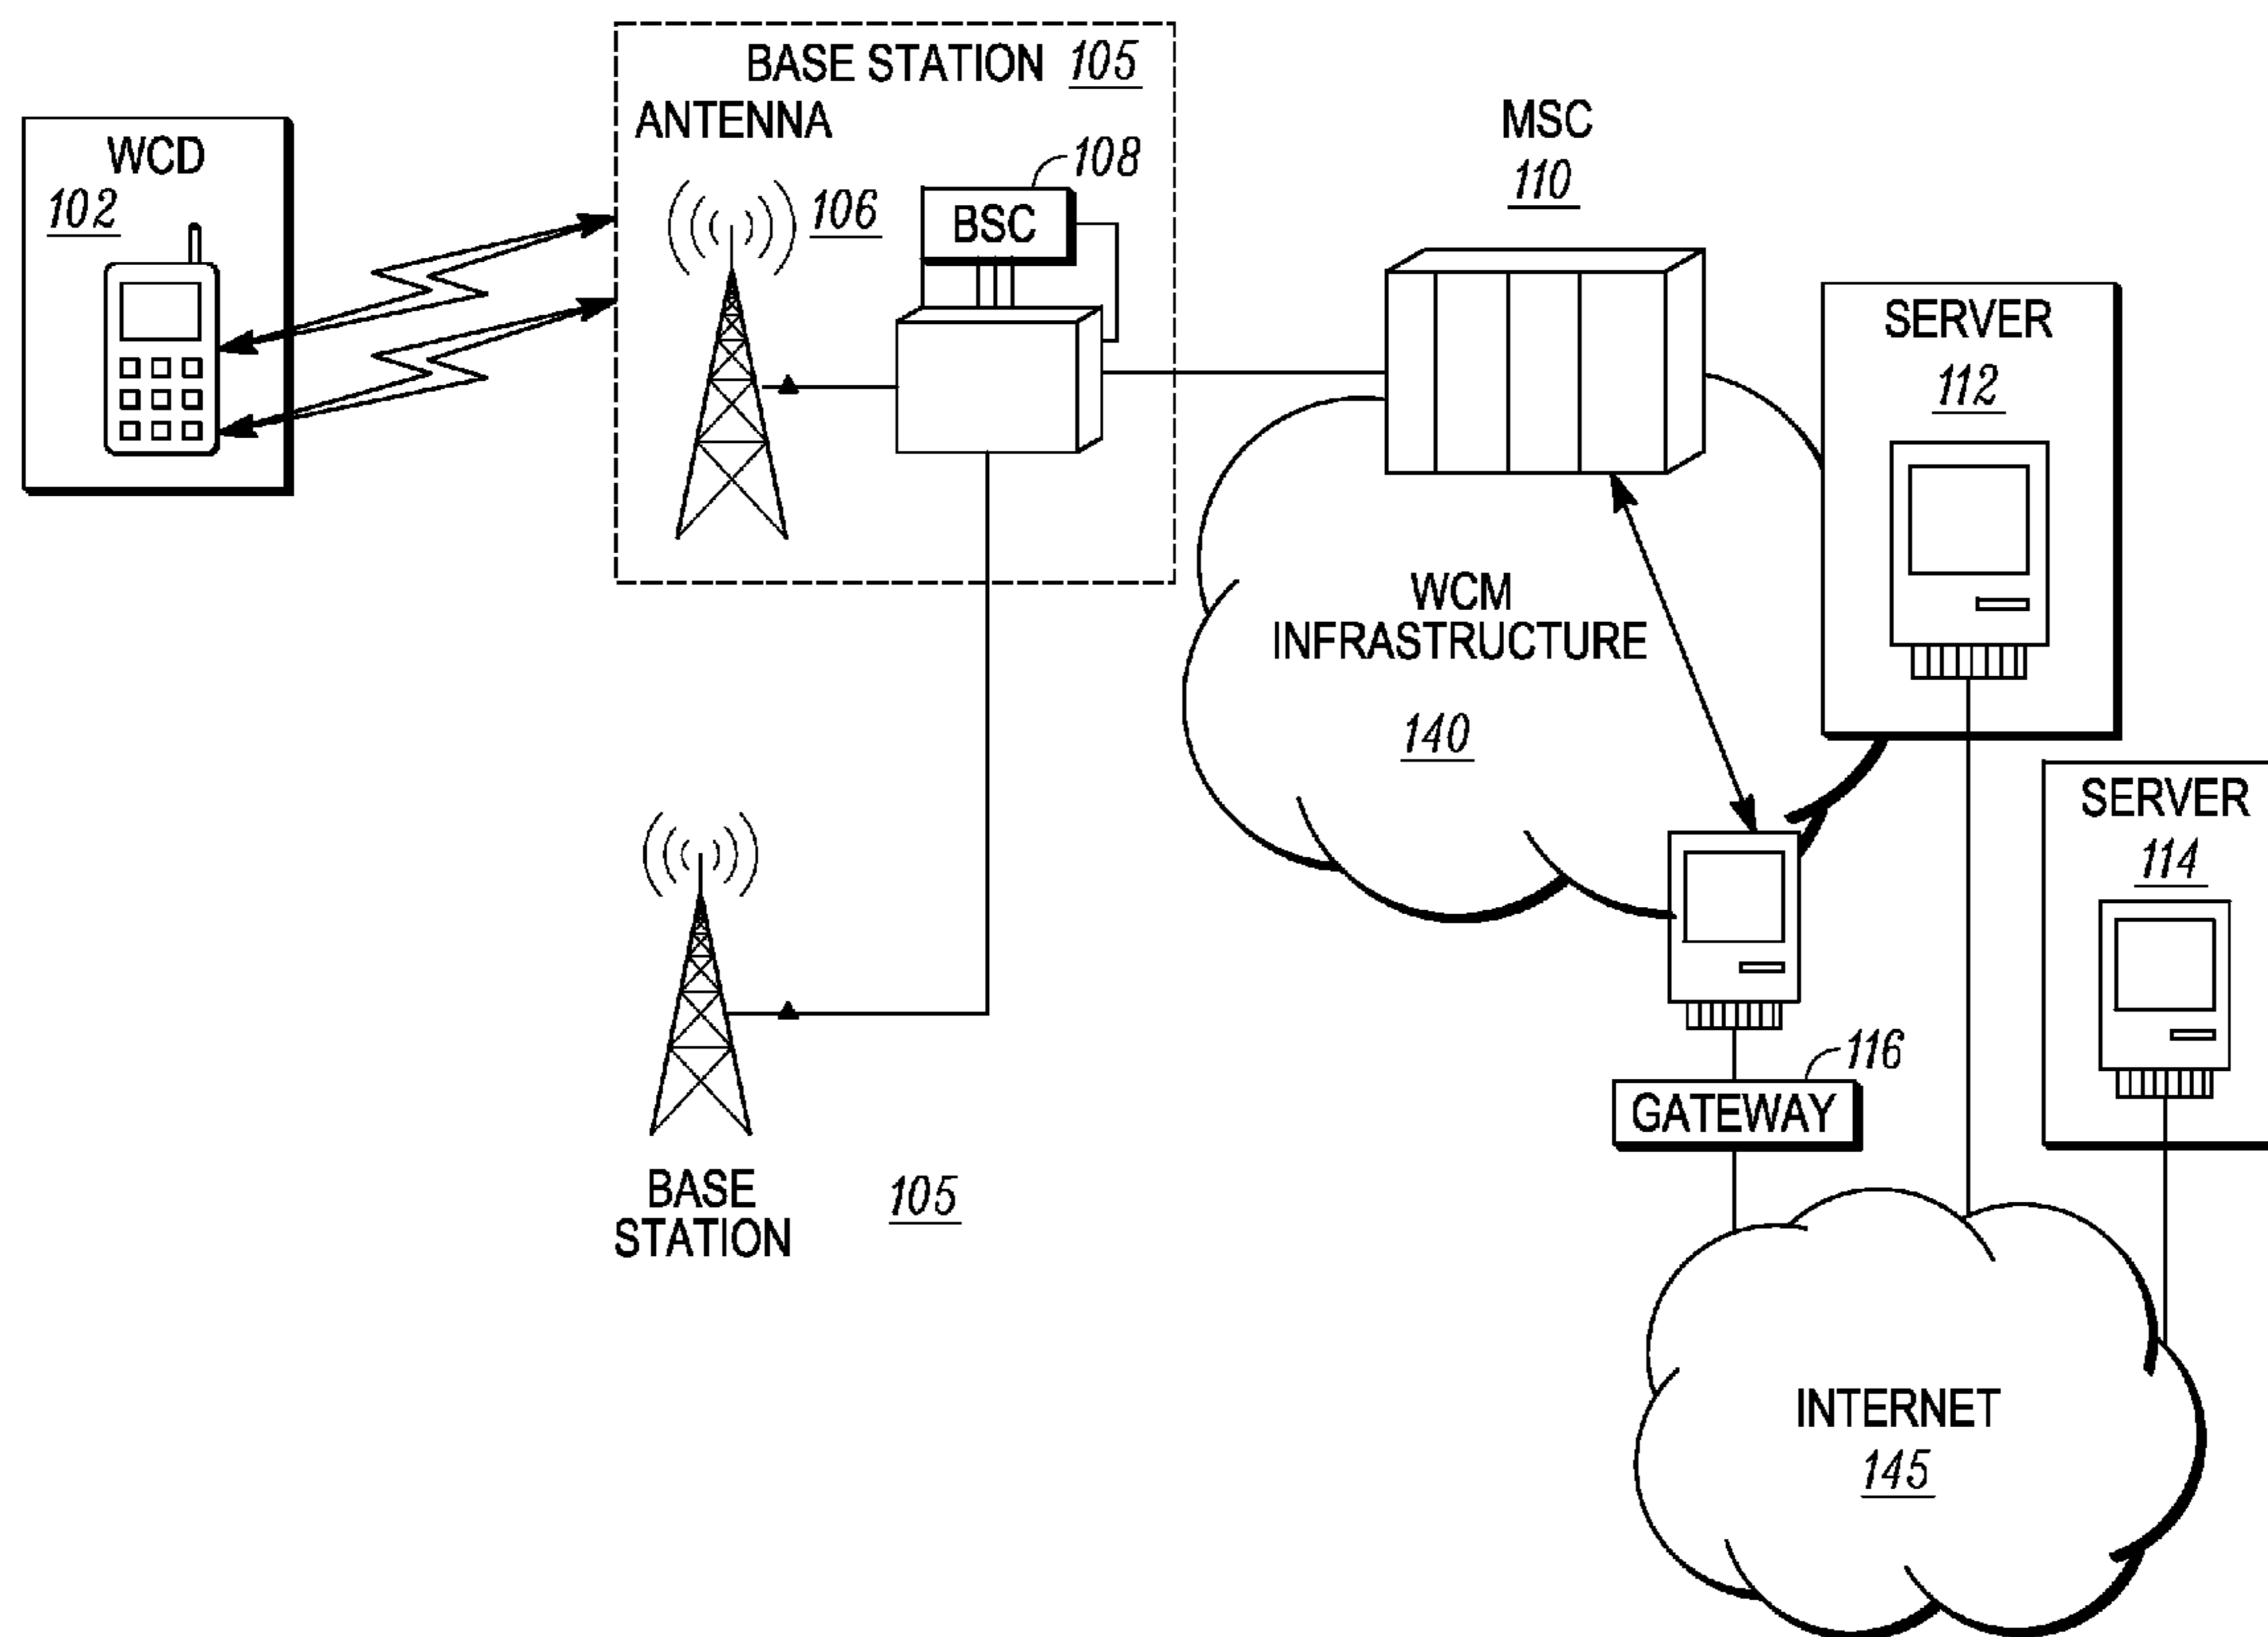 BASE STATION 105
ANTENNA
106
108
BSC
WCD
102
MSC
110
SERVER
112
WCM
INFRASTRUCTURE
140
SERVER
114
116
GATEWAY
BASE
STATION
105
INTERNET
145